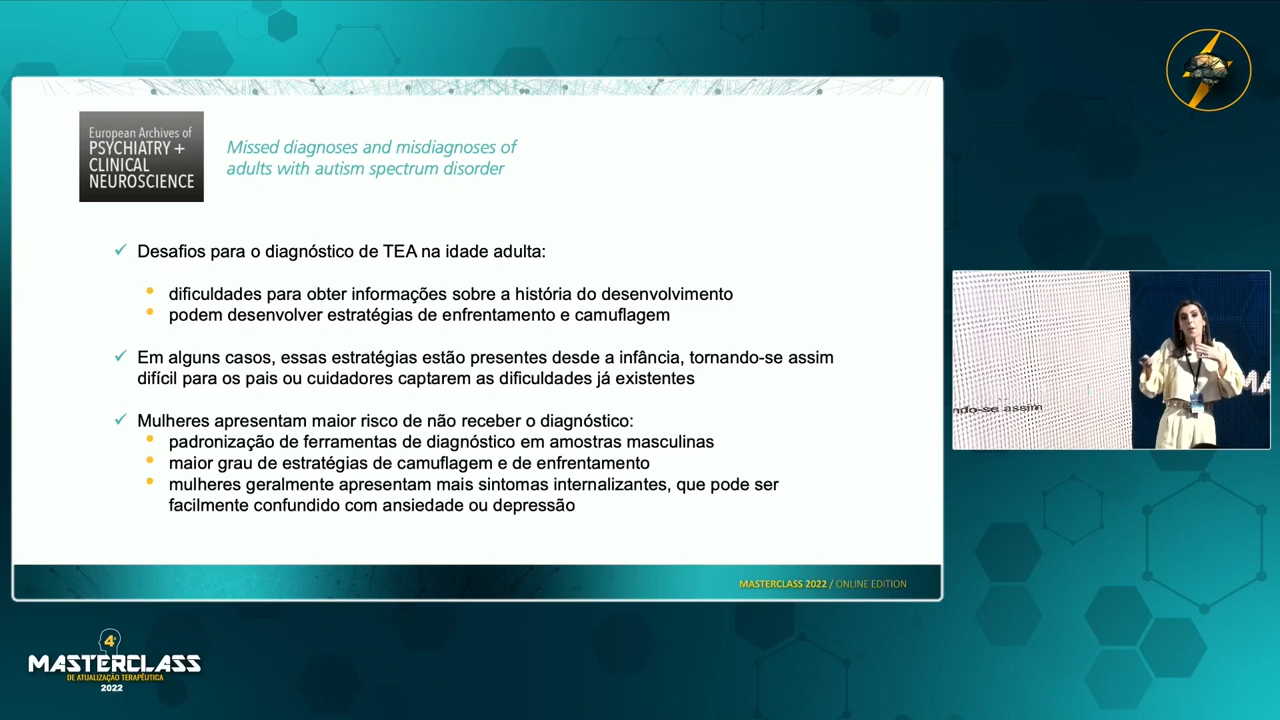 European Archives of
PSYCHIATRY +
CLINICAL
NEUROSCIENCE
Missed diagnoses and misdiagnoses of
adults with autism spectrum disorder
Desafios para o diagnóstico de TEA na idade adulta:
dificuldades para obter informações sobre a história do desenvolvimento
podem desenvolver estratégias de enfrentamento e camuflagem
Em alguns casos, essas estratégias estão presentes desde a infância, tornando-se assim
difícil para os pais ou cuidadores captarem as dificuldades já existentes
Mulheres apresentam maior risco de não receber o diagnóstico:
padronização de ferramentas de diagnóstico em amostras masculinas
maior grau de estratégias de camuflagem e de enfrentamento
mulheres geralmente apresentam mais sintomas internalizantes, que pode ser
facilmente confundido com ansiedade ou depressão
MASTERCLASS 2022 / ONLINE EDITION
ndo-se assim
MA
4ª
MASTERCLASS
DE ATUALIZAÇÃO TERAPÊUTICA
2022